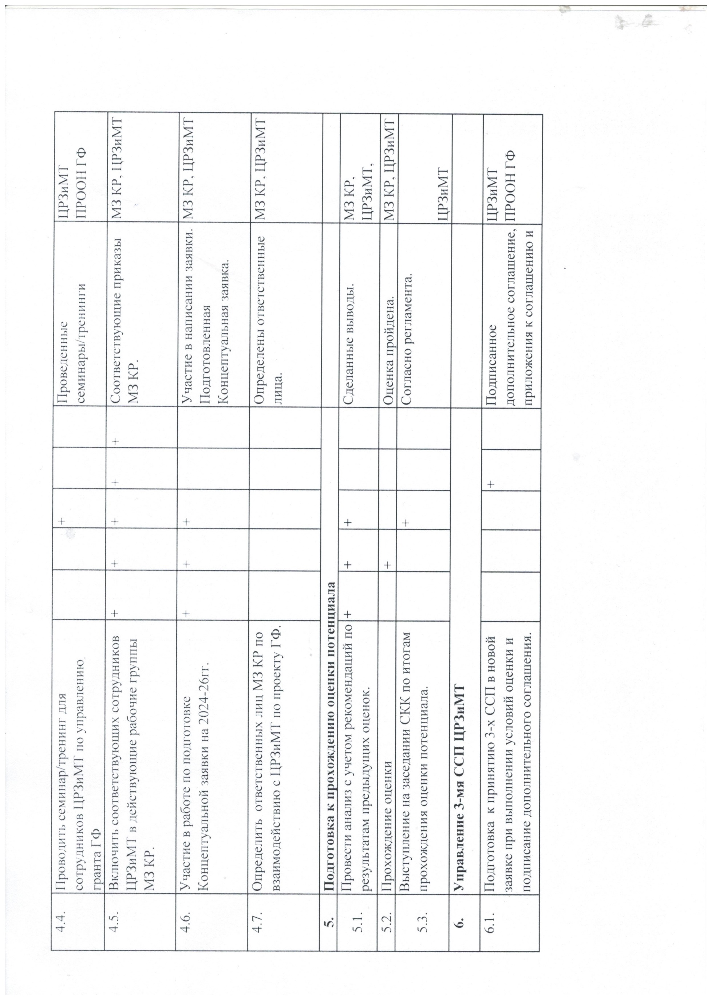 4.4.
Проводить семинар/тренинг для
сотрудников ЦРЗиМТ по управлению
гранта ГФ
+
Проведенные
семинары/тренинги
ЦРЗиМТ
ПРООН ГФ
4.5.
Включить соответствующих сотрудников
ЦРЗиМТ в действующие рабочие группы
МЗ КР.
+ + + + +
Соответствующие приказы
МЗ КР.
МЗ КР, ЦРЗиМТ
4.6.
Участие в работе по подготовке
Концептуальной заявки на 2024-26гг.
+ + +
Участие в написании заявки.
Подготовленная
Концептуальная заявка.
МЗ КР, ЦРЗиМТ
4.7.
Определить ответственных лиц МЗ КР по
взаимодействию с ЦРЗиМТ по проекту ГФ.
Определены ответственные
лица.
МЗ КР, ЦРЗиМТ
5.
Подготовка к прохождению оценки потенциала
5.1.
Провести анализ с учетом рекомендаций по
результатам предыдущих оценок.
+ + +
Сделанные выводы.
МЗ КР,
ЦРЗиМТ,
5.2.
Прохождение оценки
+
Оценка пройдена.
МЗ КР, ЦРЗиМТ
5.3.
Выступление на заседании СКК по итогам
прохождения оценки потенциала.
+
Согласно регламента.
ЦРЗиМТ
6.
Управление 3-мя ССП ЦРЗиМТ
6.1.
Подготовка к принятию 3-х ССП в новой
заявке при выполнении условий оценки и
подписание дополнительного соглашения.
+
Подписанное
дополнительное соглашение,
приложения к соглашению и
ЦРЗиМТ
ПРООН ГФ